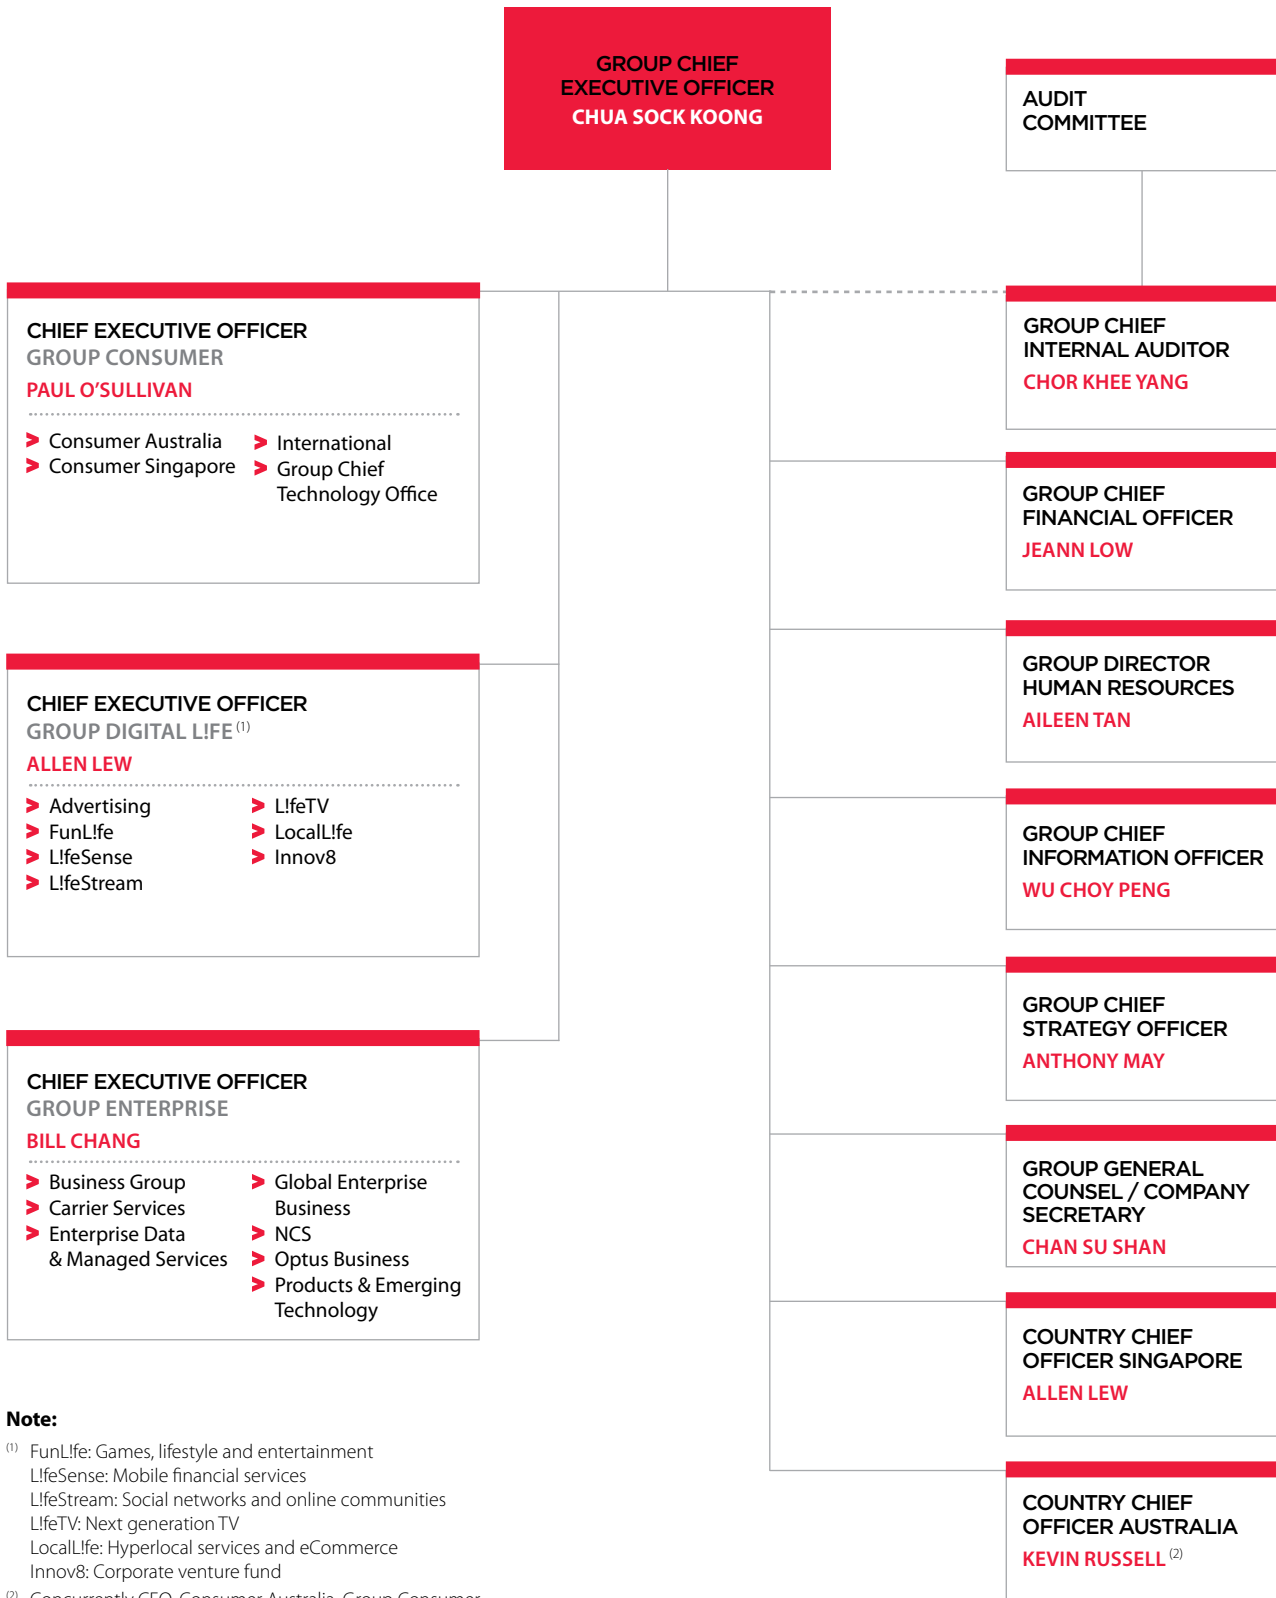 GROUP CHIEF
EXECUTIVE OFFICER
CHUA SOCK KOONG
AUDIT
COMMITTEE
CHIEF EXECUTIVE OFFICER
GROUP CONSUMER
PAUL O’SULLIVAN
> Consumer Australia
> Consumer Singapore
> International
> Group Chief
Technology Office
CHIEF EXECUTIVE OFFICER
GROUP DIGITAL L!FE (1)
ALLEN LEW
> Advertising
> FunL!fe
> L!feSense
> L!feStream
> L!feTV
> LocalL!fe
> Innov8
CHIEF EXECUTIVE OFFICER
GROUP ENTERPRISE
BILL CHANG
> Business Group
> Carrier Services
> Enterprise Data
& Managed Services
> Global Enterprise
Business
> NCS
> Optus Business
> Products & Emerging
Technology
GROUP CHIEF
INTERNAL AUDITOR
CHOR KHEE YANG
GROUP CHIEF
FINANCIAL OFFICER
JEANN LOW
GROUP DIRECTOR
HUMAN RESOURCES
AILEEN TAN
GROUP CHIEF
INFORMATION OFFICER
WU CHOY PENG
GROUP CHIEF
STRATEGY OFFICER
ANTHONY MAY
GROUP GENERAL
COUNSEL / COMPANY
SECRETARY
CHAN SU SHAN
COUNTRY CHIEF
OFFICER SINGAPORE
ALLEN LEW
COUNTRY CHIEF
OFFICER AUSTRALIA
KEVIN RUSSELL (2)
Note:
(1) FunL!fe: Games, lifestyle and entertainment
L!feSense: Mobile financial services
L!feStream: Social networks and online communities
L!feTV: Next generation TV
LocalL!fe: Hyperlocal services and eCommerce
Innov8: Corporate venture fund
(2) Concurrently CEO, Consumer Australia, Group Consumer